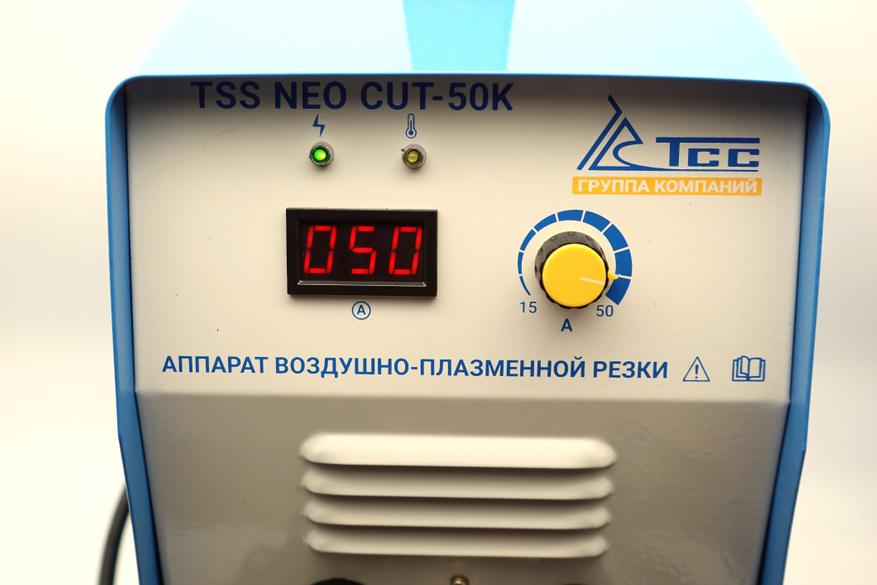 TSS NEO CUT-50K
ТСС
ГРУППА КОМПАНИЙ
050
A
15 50
A
АППАРАТ ВОЗДУШНО-ПЛАЗМЕННОЙ РЕЗКИ